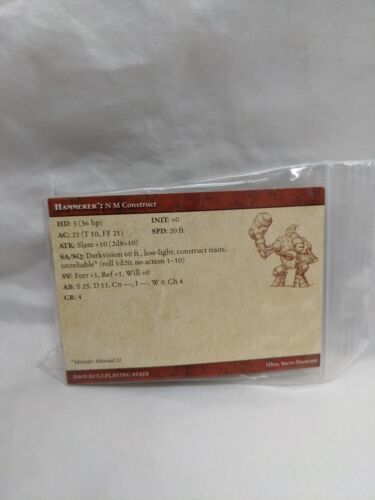 HAMMERER*: N M Construct
HD: 3 (36 hp) INIT: +0
AC: 21 (T 10, FF 21) SPD: 20 ft.
ATK: Slam +10 (2d8+10)
SA/SQ: Darkvision 60 ft., low-light, construct traits,
unreliable* (roll 1d20; no action 1–10)
SV: Fort +1, Ref +1, Will +0
AB: S 25, D 11, Cn —, I —, W 9, Ch 4
CR: 4
*Monster Manual II
D&D ROLEPLAYING STATS Illus. Steve Prescott